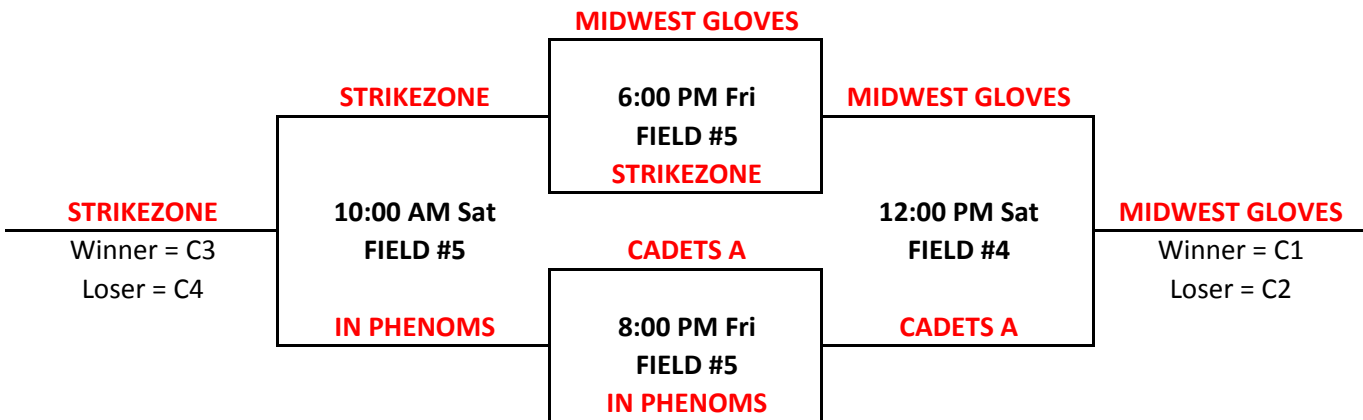 MIDWEST GLOVES
STRIKEZONE
6:00 PM Fri
MIDWEST GLOVES
FIELD #5
STRIKEZONE
STRIKEZONE
10:00 AM Sat
12:00 PM Sat
MIDWEST GLOVES
Winner = C3
FIELD #5
CADETS A
FIELD #4
Winner = C1
Loser = C4
Loser = C2
IN PHENOMS
8:00 PM Fri
CADETS A
FIELD #5
IN PHENOMS